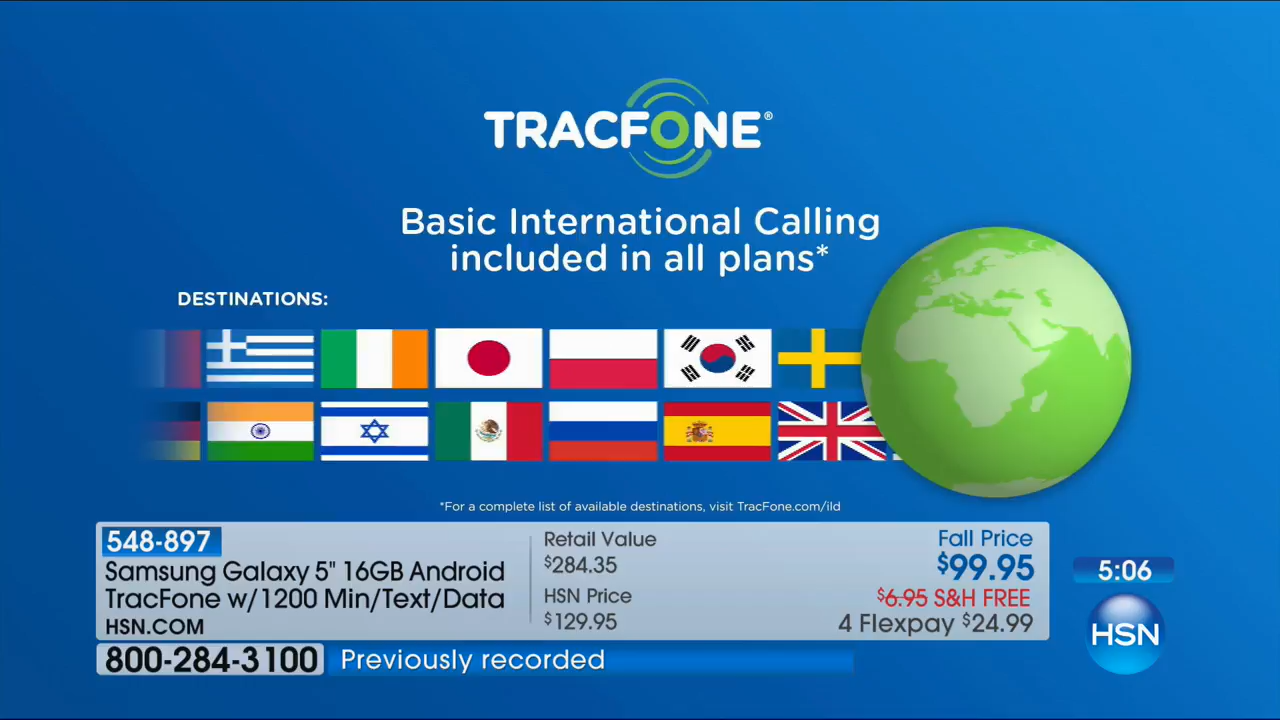 TRACFONE®
Basic International Calling
included in all plans*
DESTINATIONS:
*For a complete list of available destinations, visit TracFone.com/ild
548-897
Samsung Galaxy 5" 16GB Android
TracFone w/1200 Min/Text/Data
HSN.COM
Retail Value
$284.35
HSN Price
$129.95
Fall Price
$99.95
$6.95 S&H FREE
4 Flexpay $24.99
5:06
HSN
800-284-3100
Previously recorded